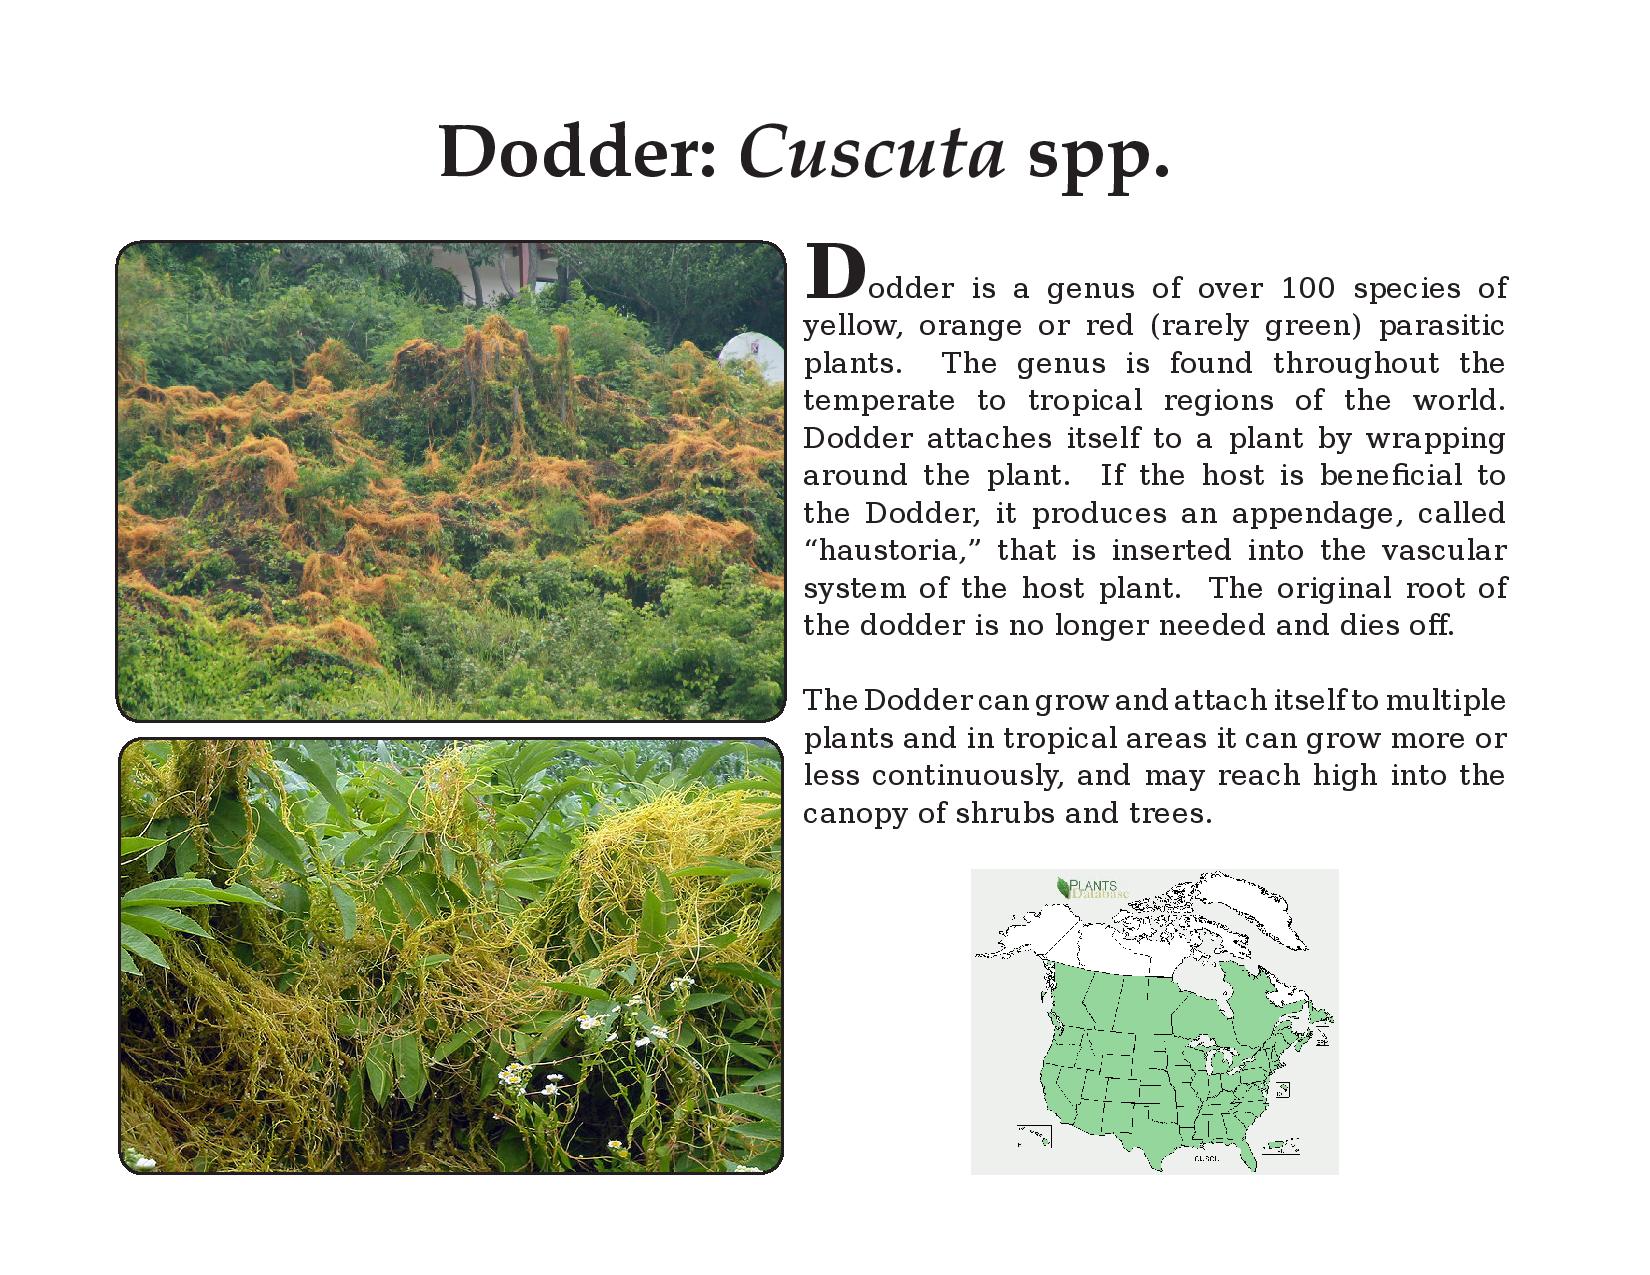 Dodder: Cuscuta spp.
Dodder is a genus of over 100 species of
yellow, orange or red (rarely green) parasitic
plants. The genus is found throughout the
temperate to tropical regions of the world.
Dodder attaches itself to a plant by wrapping
around the plant. If the host is beneficial to
the Dodder, it produces an appendage, called
“haustoria,” that is inserted into the vascular
system of the host plant. The original root of
the dodder is no longer needed and dies off.
The Dodder can grow and attach itself to multiple
plants and in tropical areas it can grow more or
less continuously, and may reach high into the
canopy of shrubs and trees.
PLANTS
Database